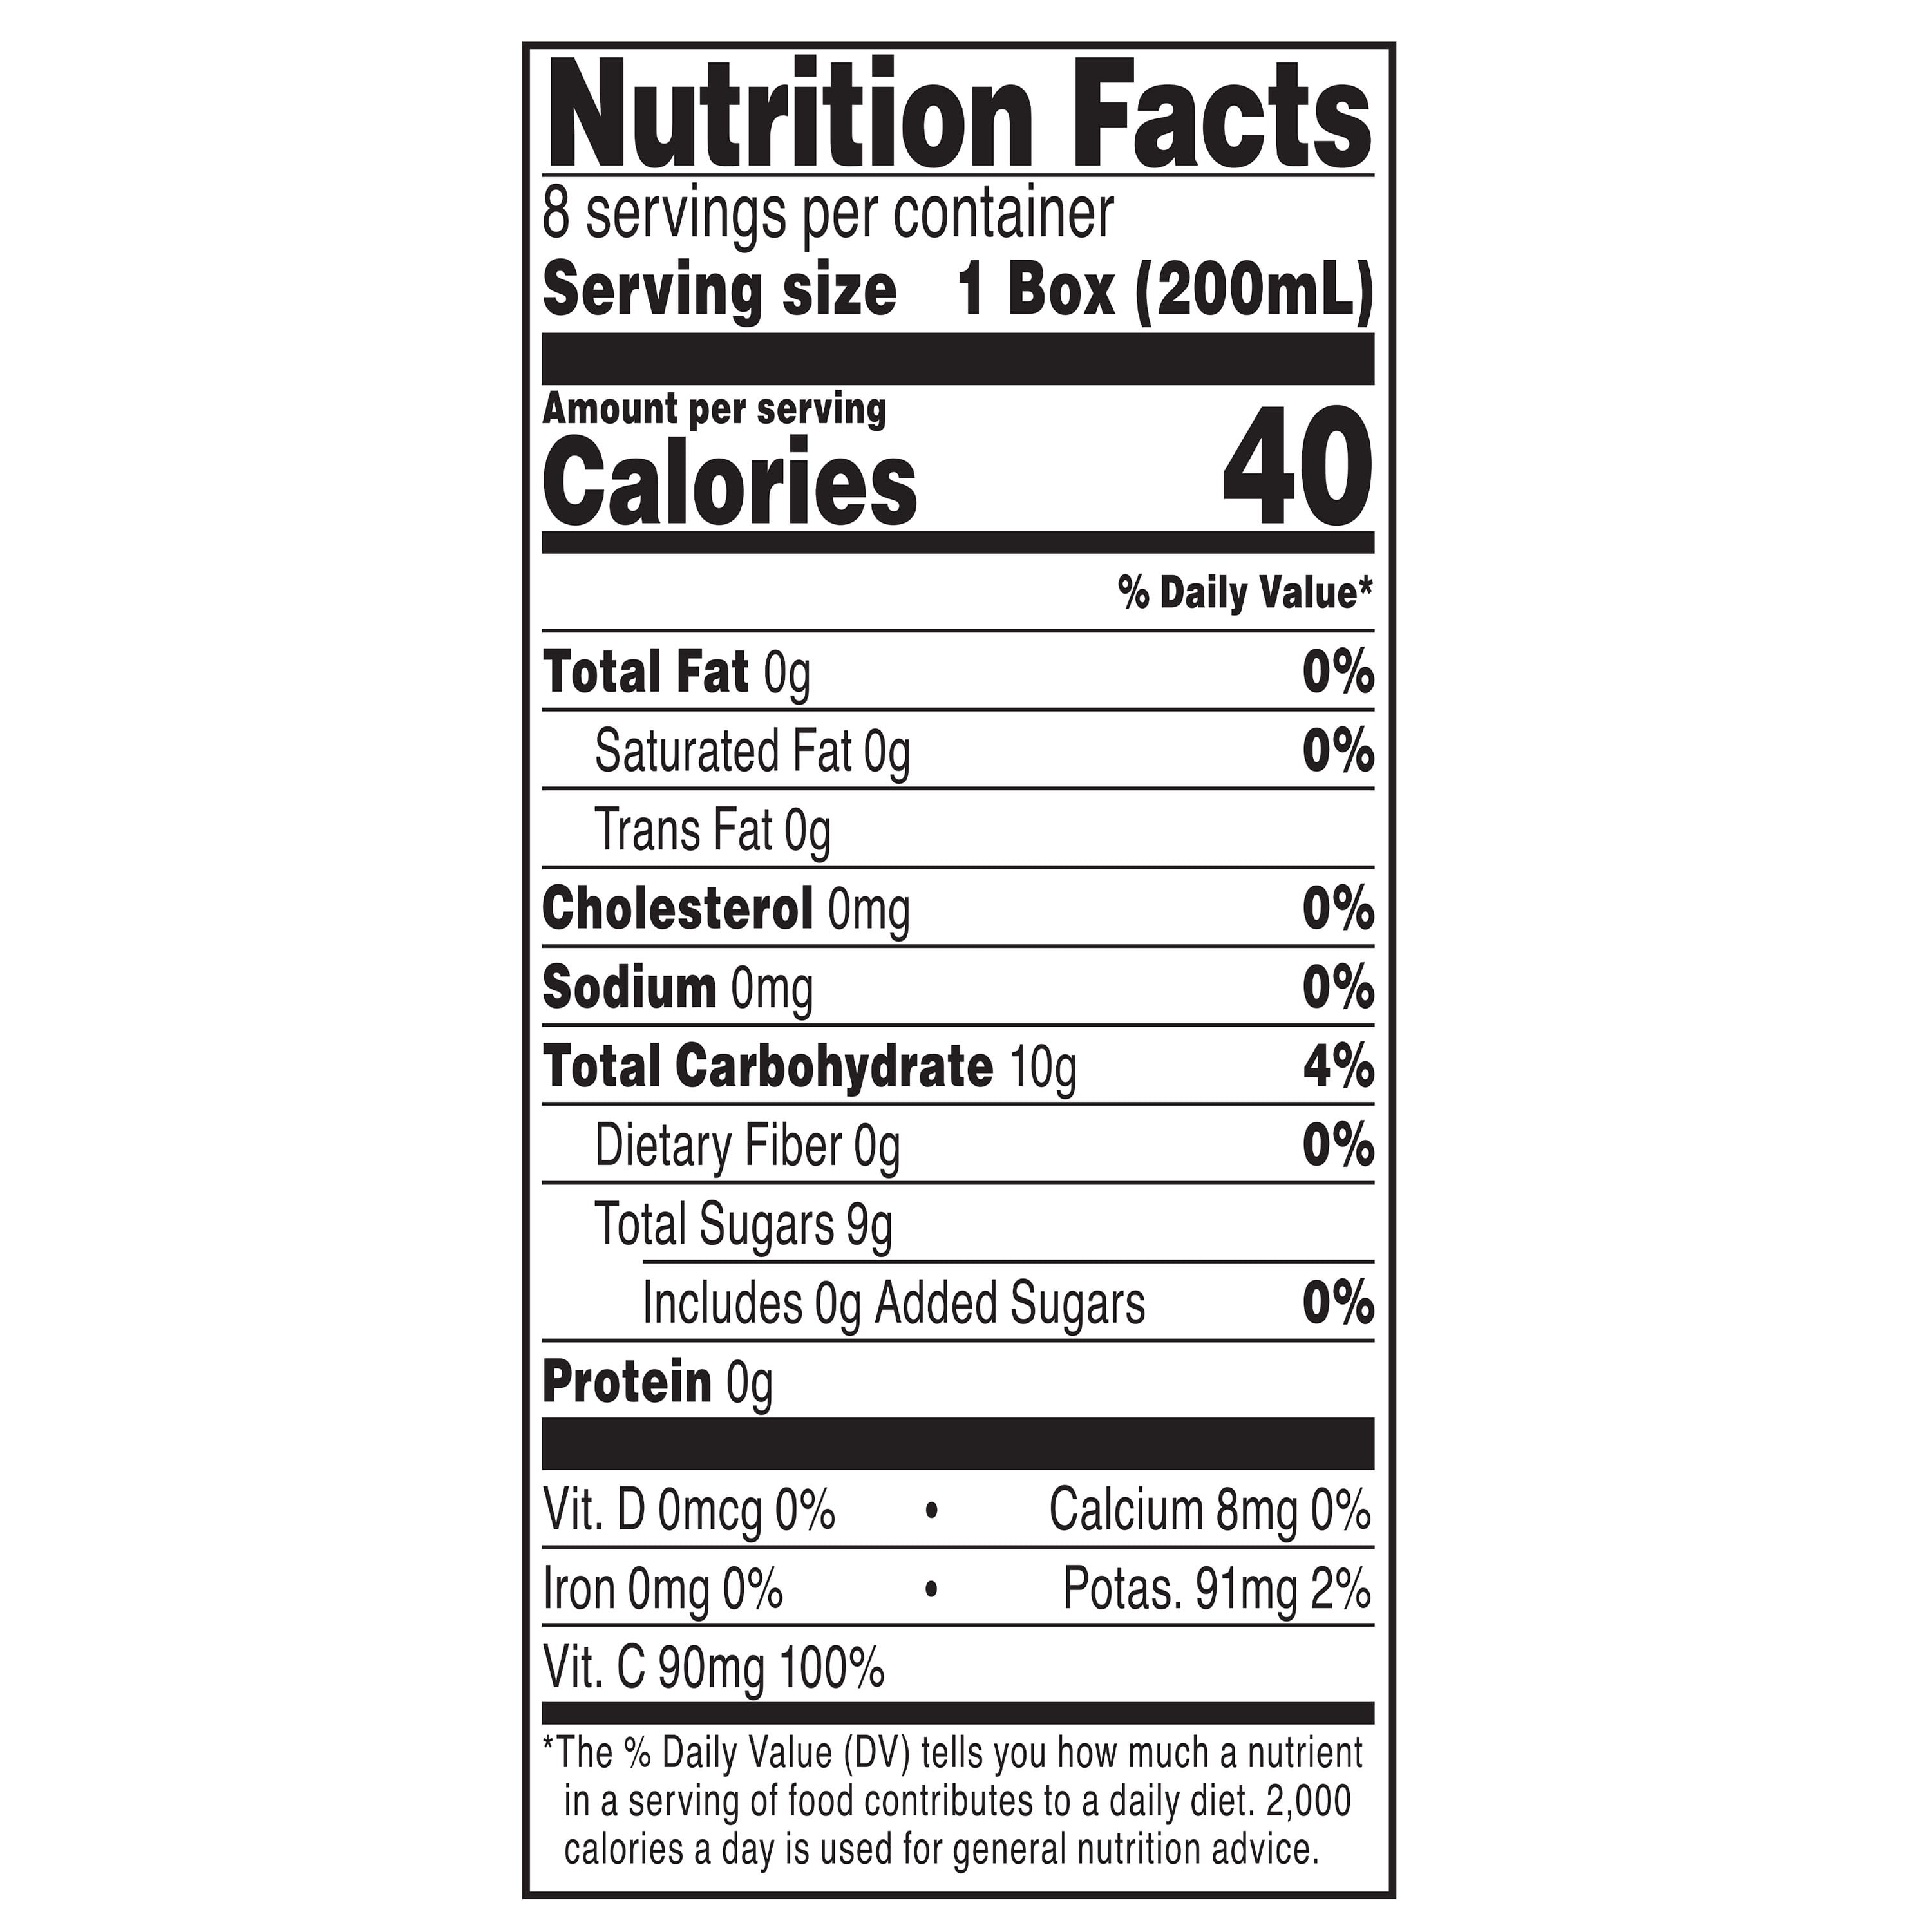 Nutrition Facts
8 servings per container
Serving size 1 Box (200mL)
Amount per serving
Calories 40
% Daily Value*
Total Fat 0g 0%
Saturated Fat 0g 0%
Trans Fat 0g
Cholesterol 0mg 0%
Sodium 0mg 0%
Total Carbohydrate 10g 4%
Dietary Fiber 0g 0%
Total Sugars 9g
Includes 0g Added Sugars 0%
Protein 0g
Vit. D 0mcg 0% • Calcium 8mg 0%
Iron 0mg 0% • Potas. 91mg 2%
Vit. C 90mg 100%
*The % Daily Value (DV) tells you how much a nutrient
in a serving of food contributes to a daily diet. 2,000
calories a day is used for general nutrition advice.